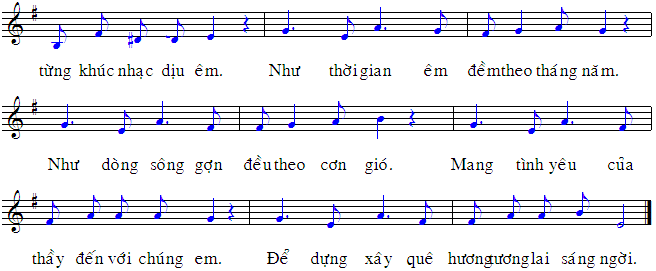 từng khúc nhạc dịu êm. Như thời gian êm đềm theo tháng năm.
Như dòng sông gợn đều theo cơn gió. Mang tình yêu của
thầy đến với chúng em. Để dựng xây quê hương tương lai sáng ngời.